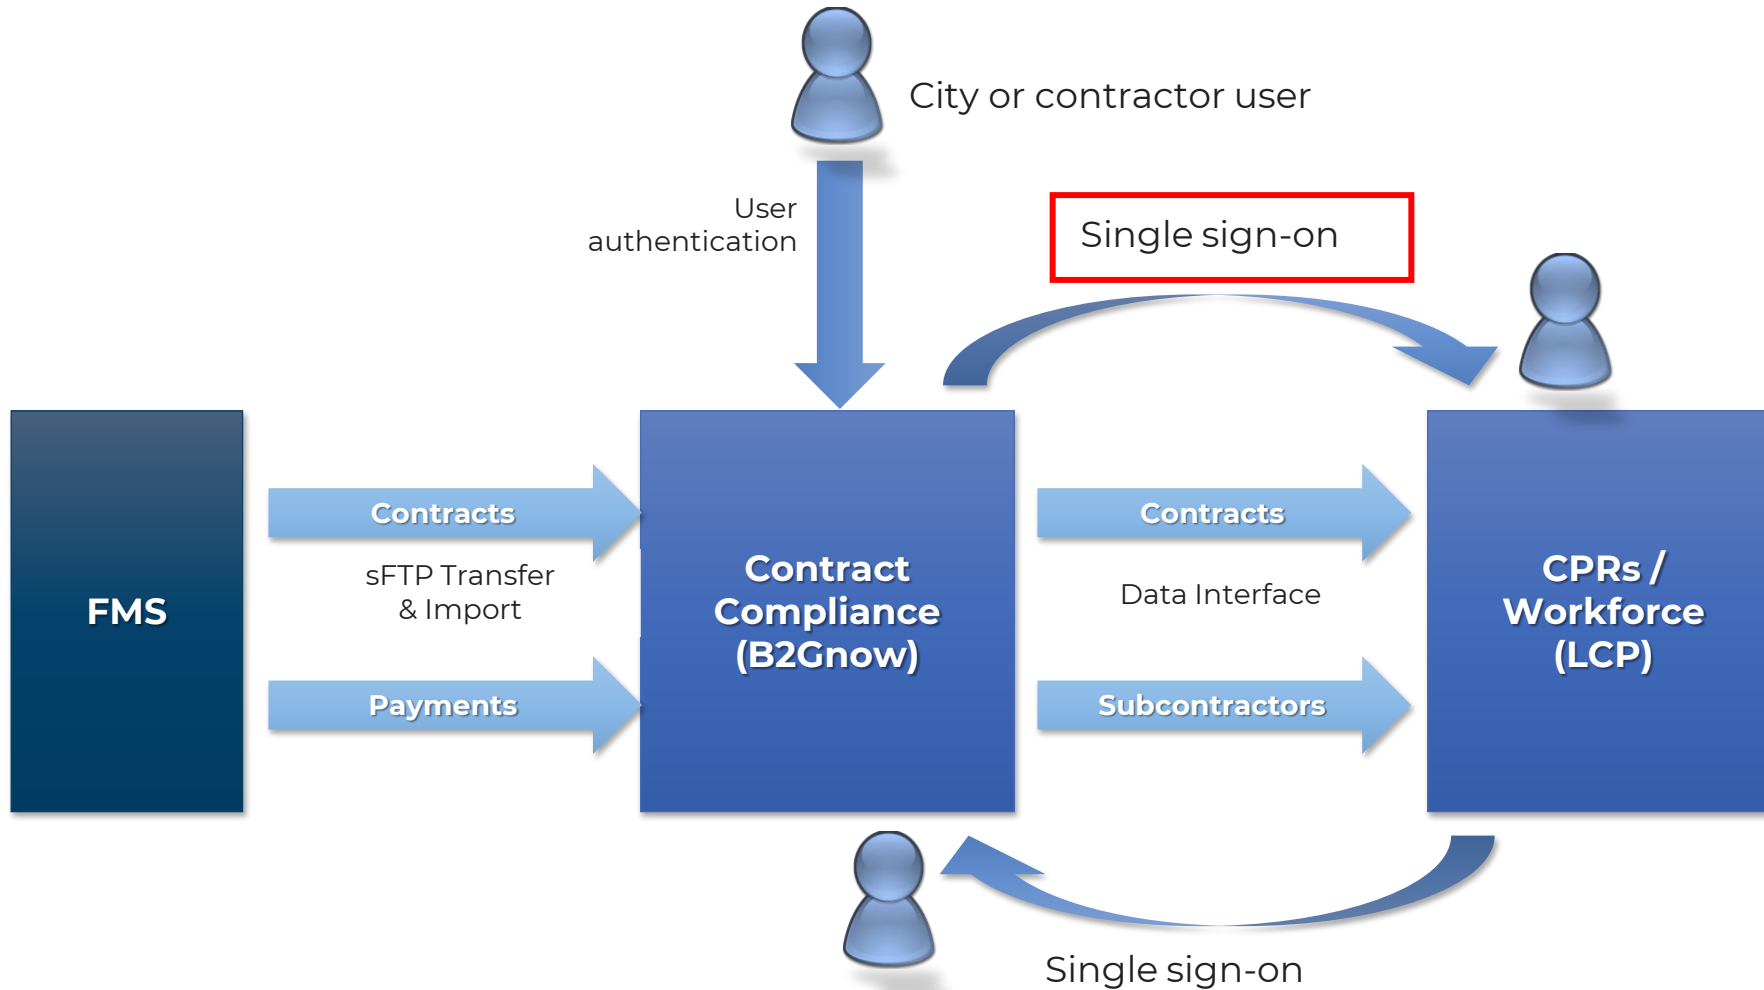 City or contractor user
User
authentication
Single sign-on
FMS
Contracts
sFTP Transfer
& Import
Payments
Contract
Compliance
(B2Gnow)
Contracts
Data Interface
Subcontractors
CPRs /
Workforce
(LCP)
Single sign-on